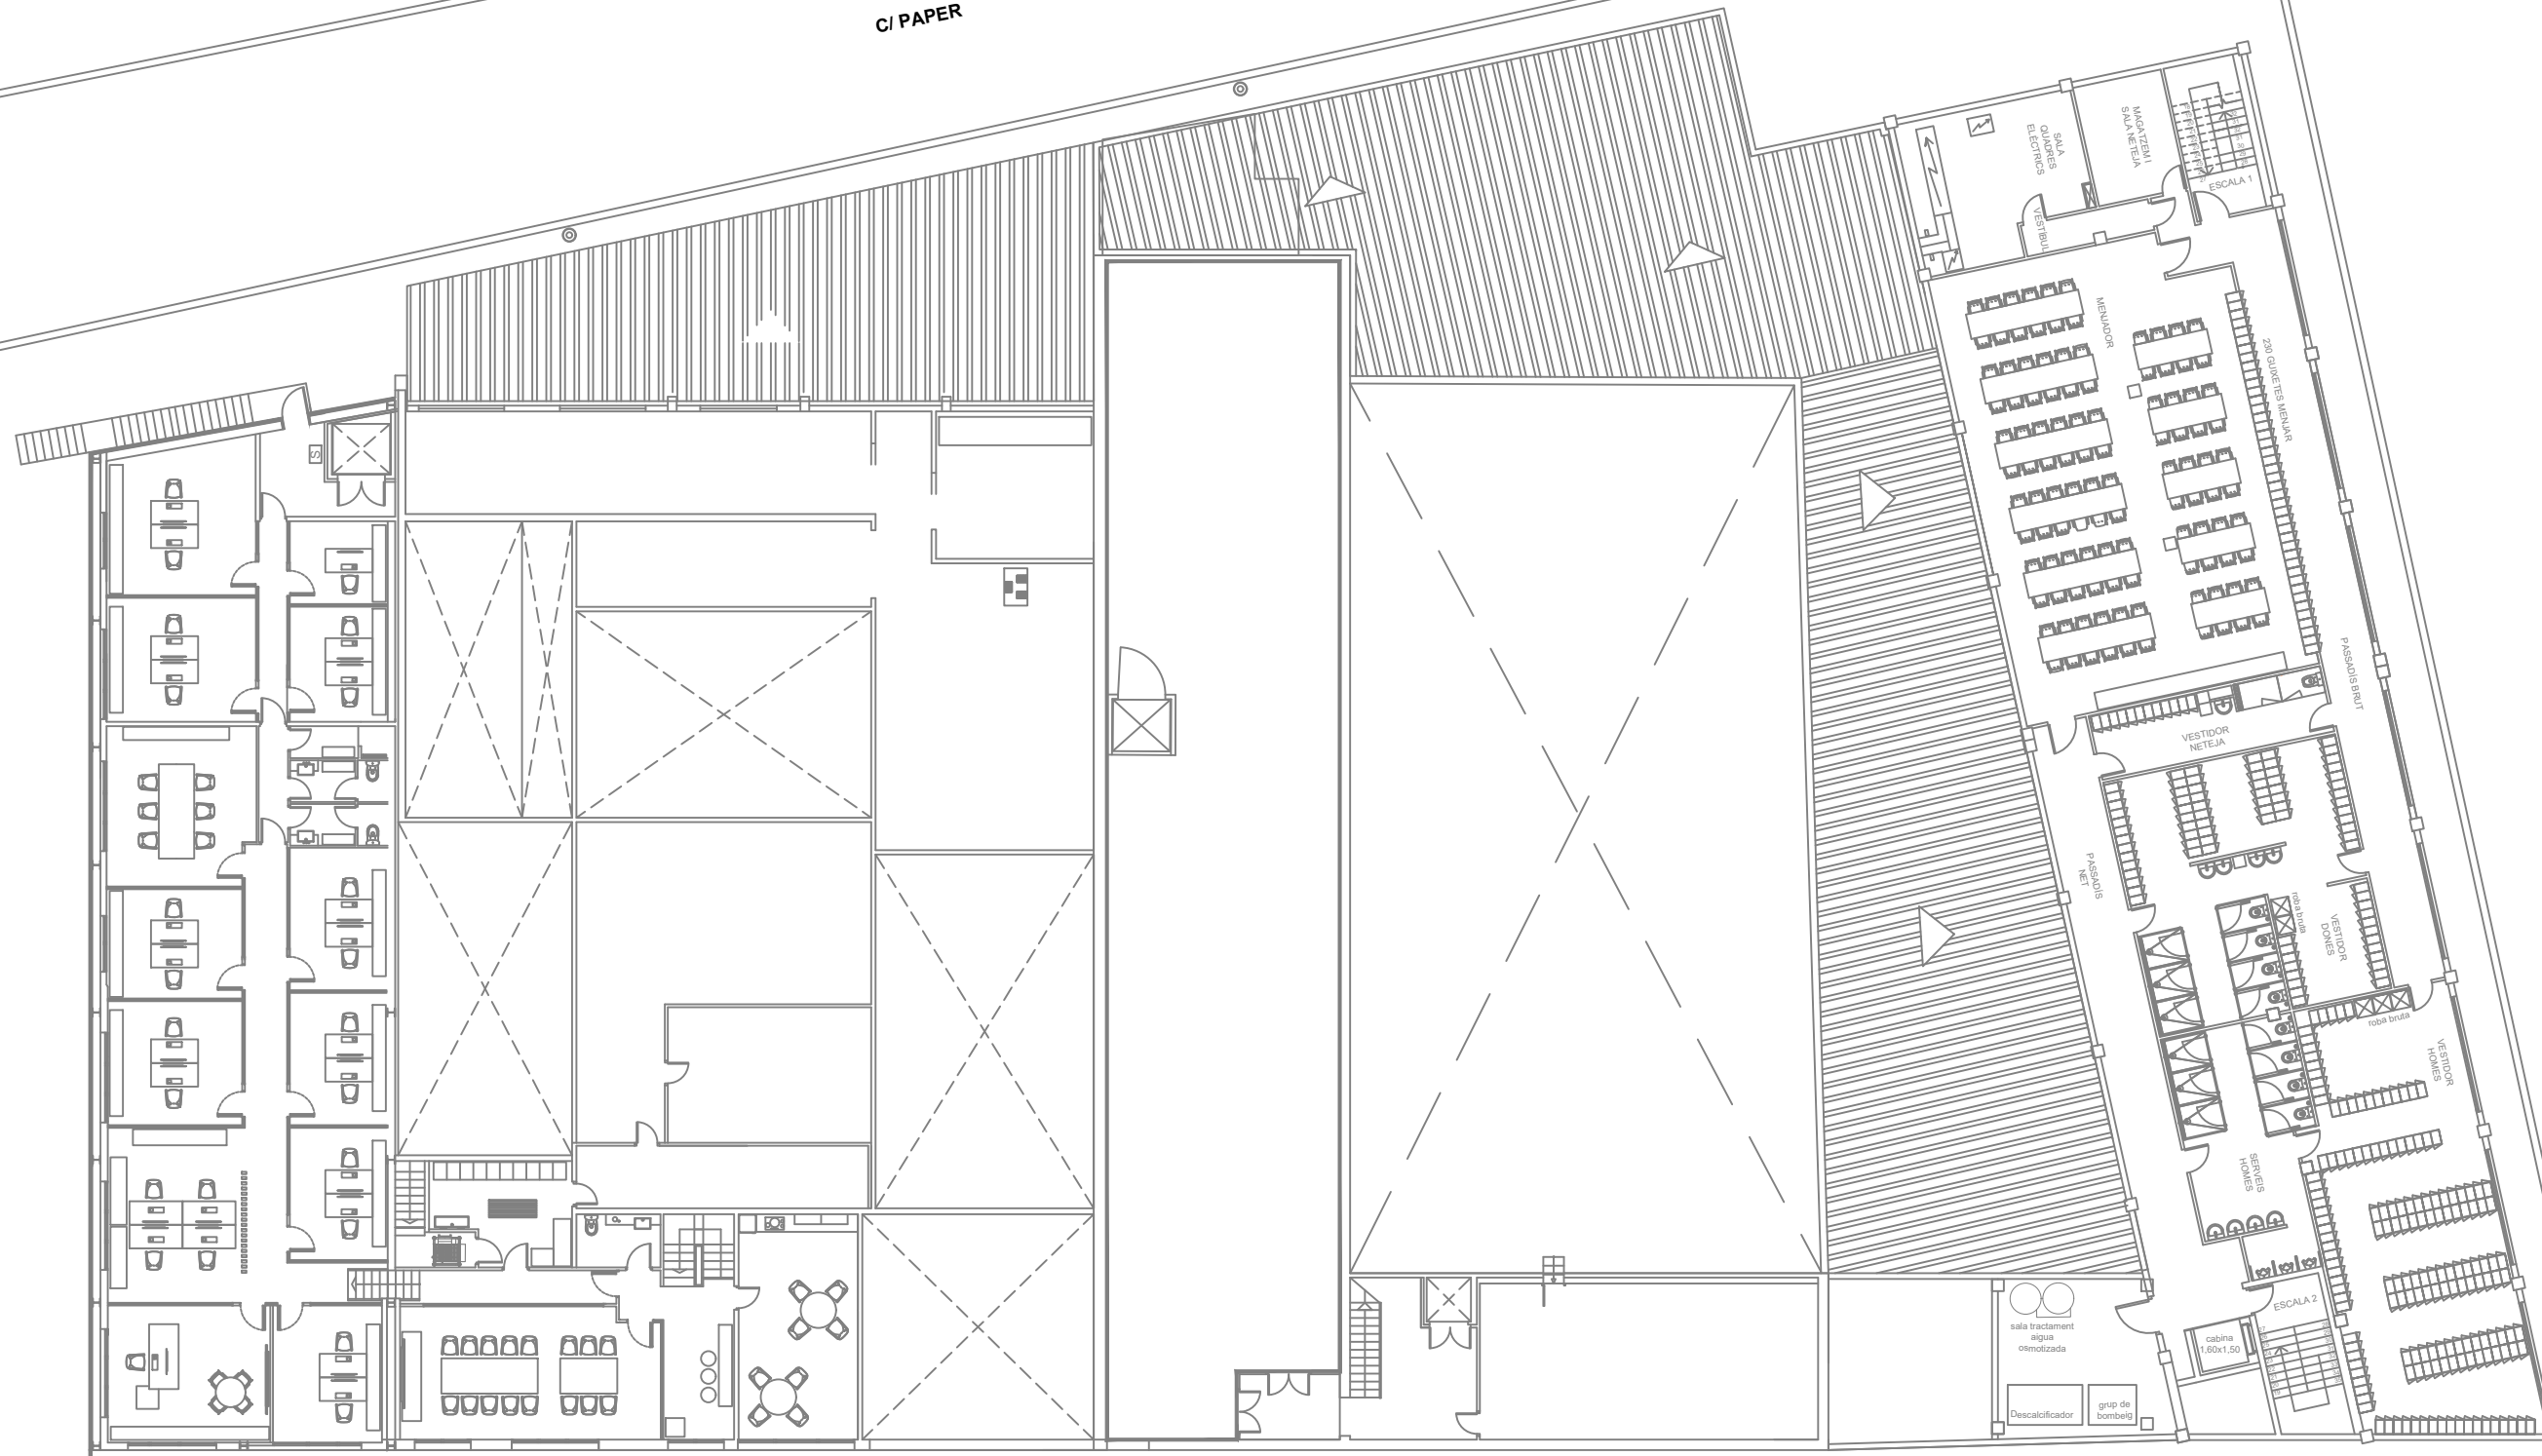 C/ PAPER
SALA
QUADRES
ELÈCTRICS
MAGATZEM I
SALA NETEJA
ESCALA 1
VESTÍBUL
MENJADOR
230 GUIXETES MENJAR
S
PASSADÍS BRUT
VESTIDOR
NETEJA
PASSADÍS
NET
roba bruta
VESTIDOR
DONES
roba bruta
VESTIDOR
HOMES
SERVEIS
HOMES
ESCALA 2
sala tractament
aigua
osmotizada
cabina
1,60x1,50
Descalcificador
grup de
bombeig